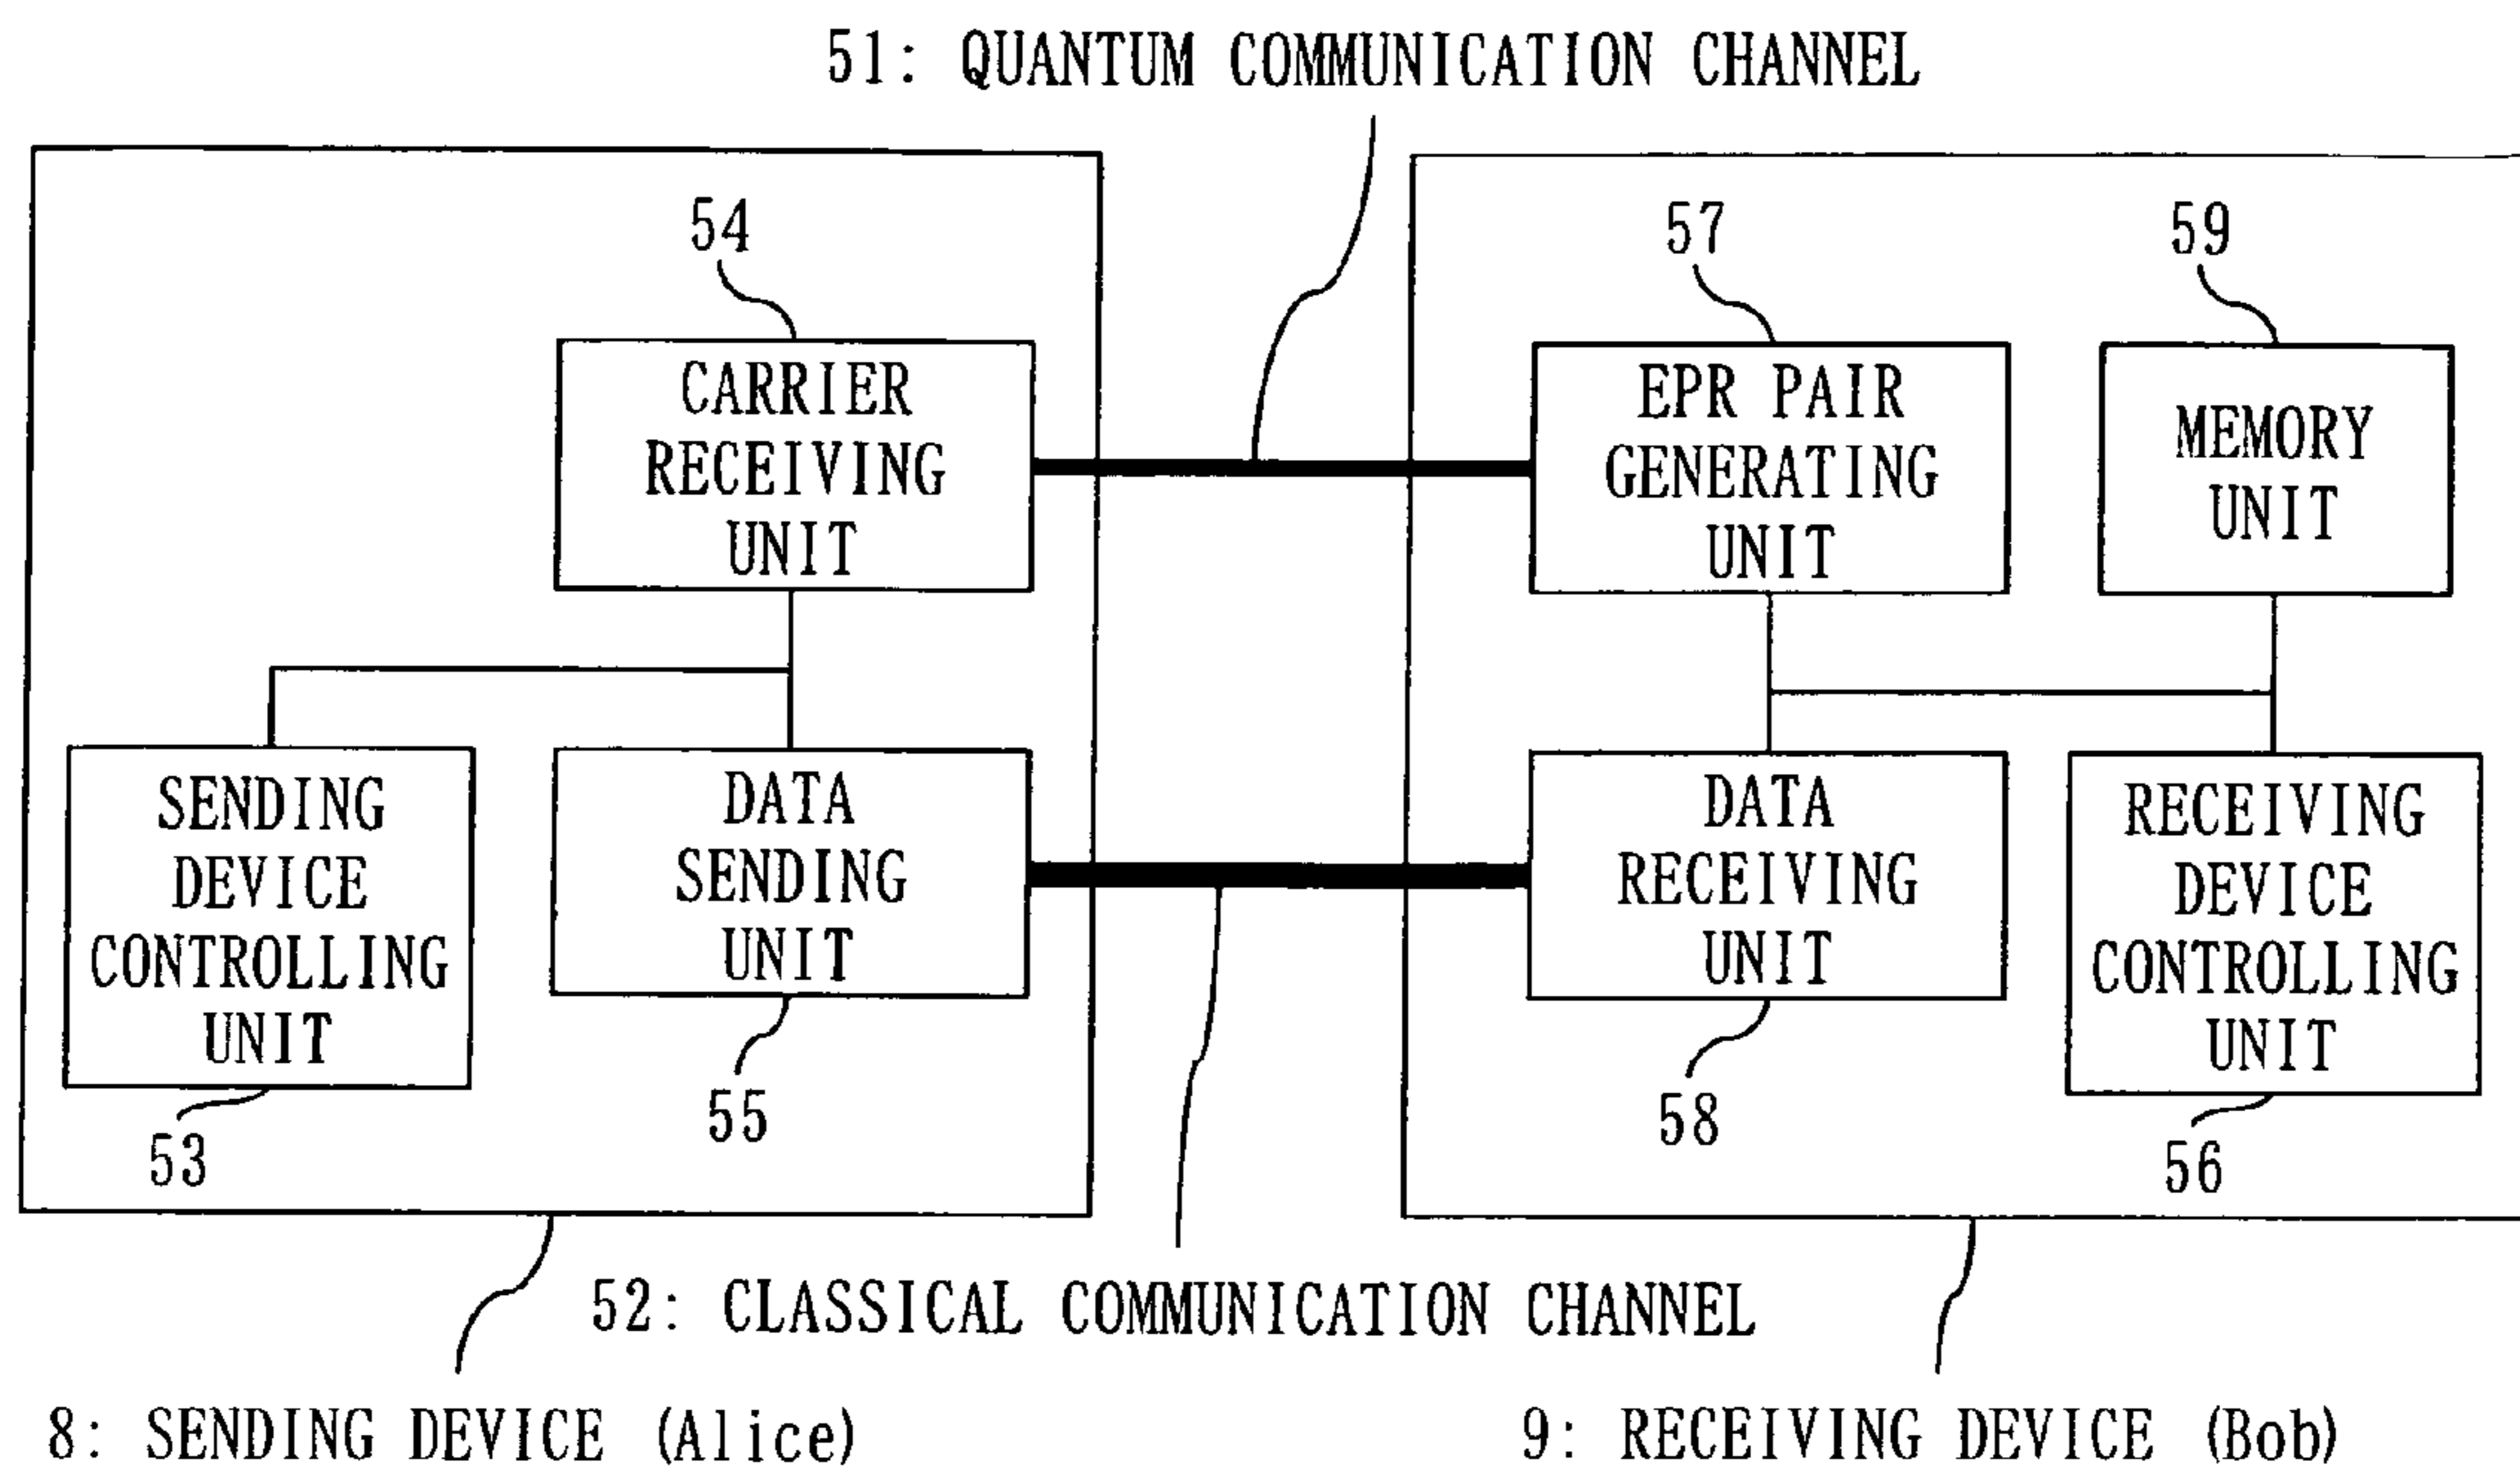 51: QUANTUM COMMUNICATION CHANNEL
54
57
59
CARRIER
RECEIVING
UNIT
EPR PAIR
GENERATING
UNIT
MEMORY
UNIT
SENDING
DEVICE
CONTROLLING
UNIT
DATA
SENDING
UNIT
DATA
RECEIVING
UNIT
RECEIVING
DEVICE
CONTROLLING
UNIT
53
55
58
56
52: CLASSICAL COMMUNICATION CHANNEL
8: SENDING DEVICE (Alice)
9: RECEIVING DEVICE (Bob)